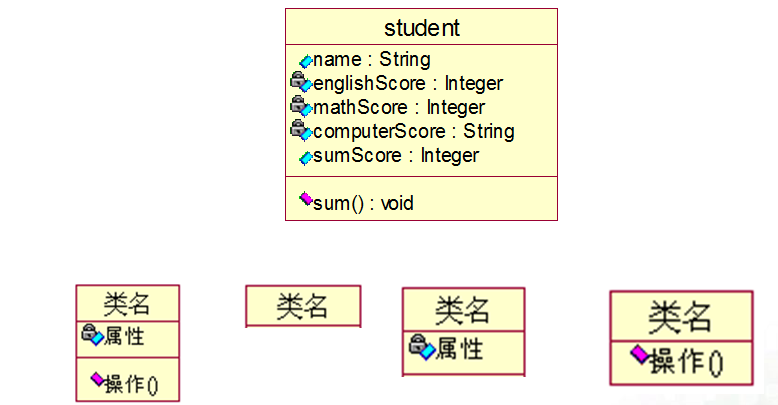 student
name : String
englishScore : Integer
mathScore : Integer
computerScore : String
sumScore : Integer
sum() : void
类名
属性
操作()
类名
类名
属性
类名
操作()